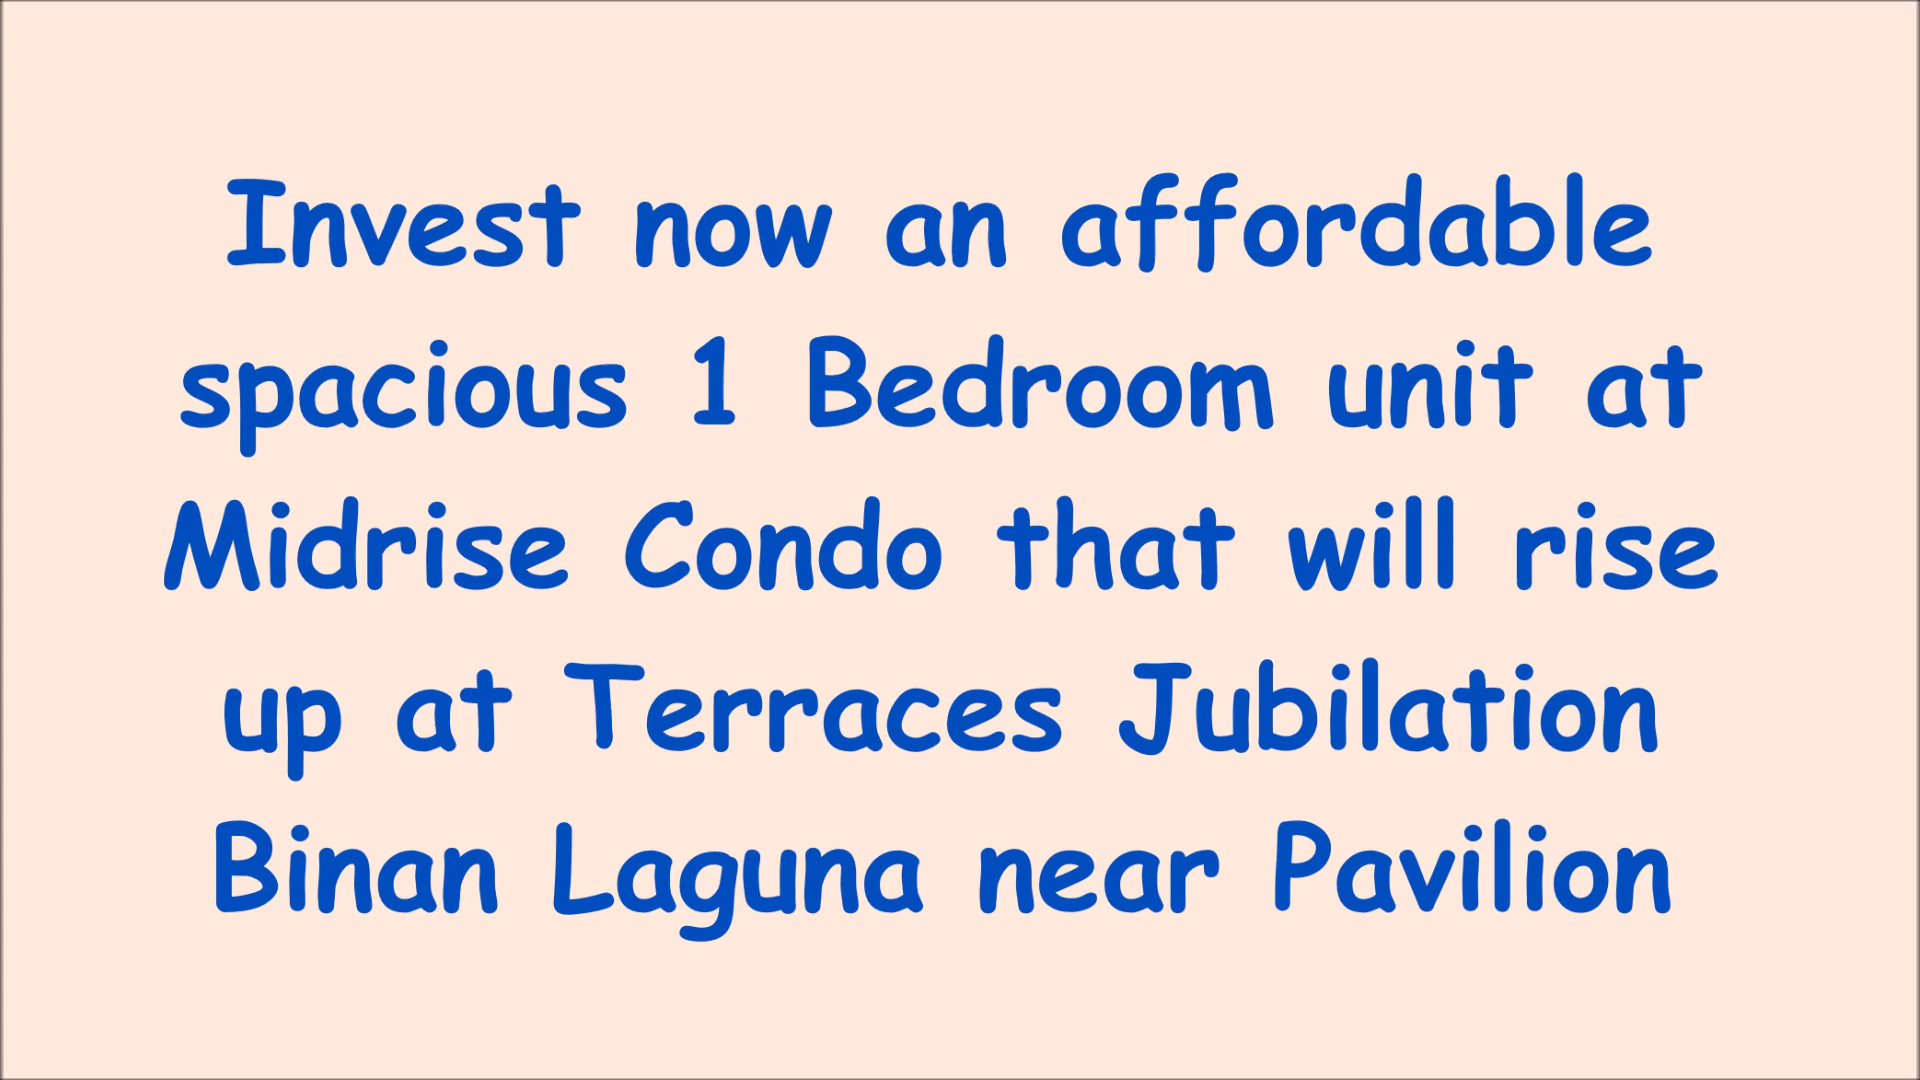 Invest now an affordable
spacious 1 Bedroom unit at
Midrise Condo that will rise
up at Terraces Jubilation
Binan Laguna near Pavilion